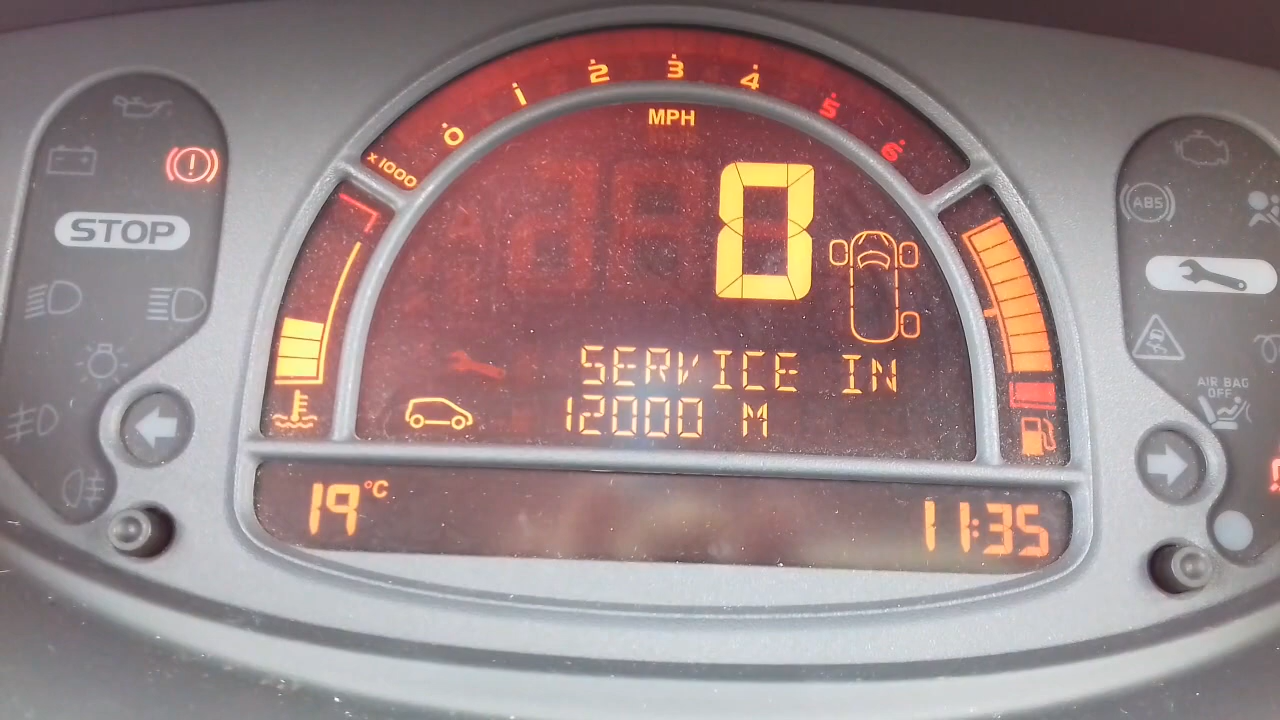 0 1 2 3 4 5 6
x1000
MPH
0
STOP
ABS
SERVICE IN
12000 M
AIR BAG
OFF
19°C
11:35